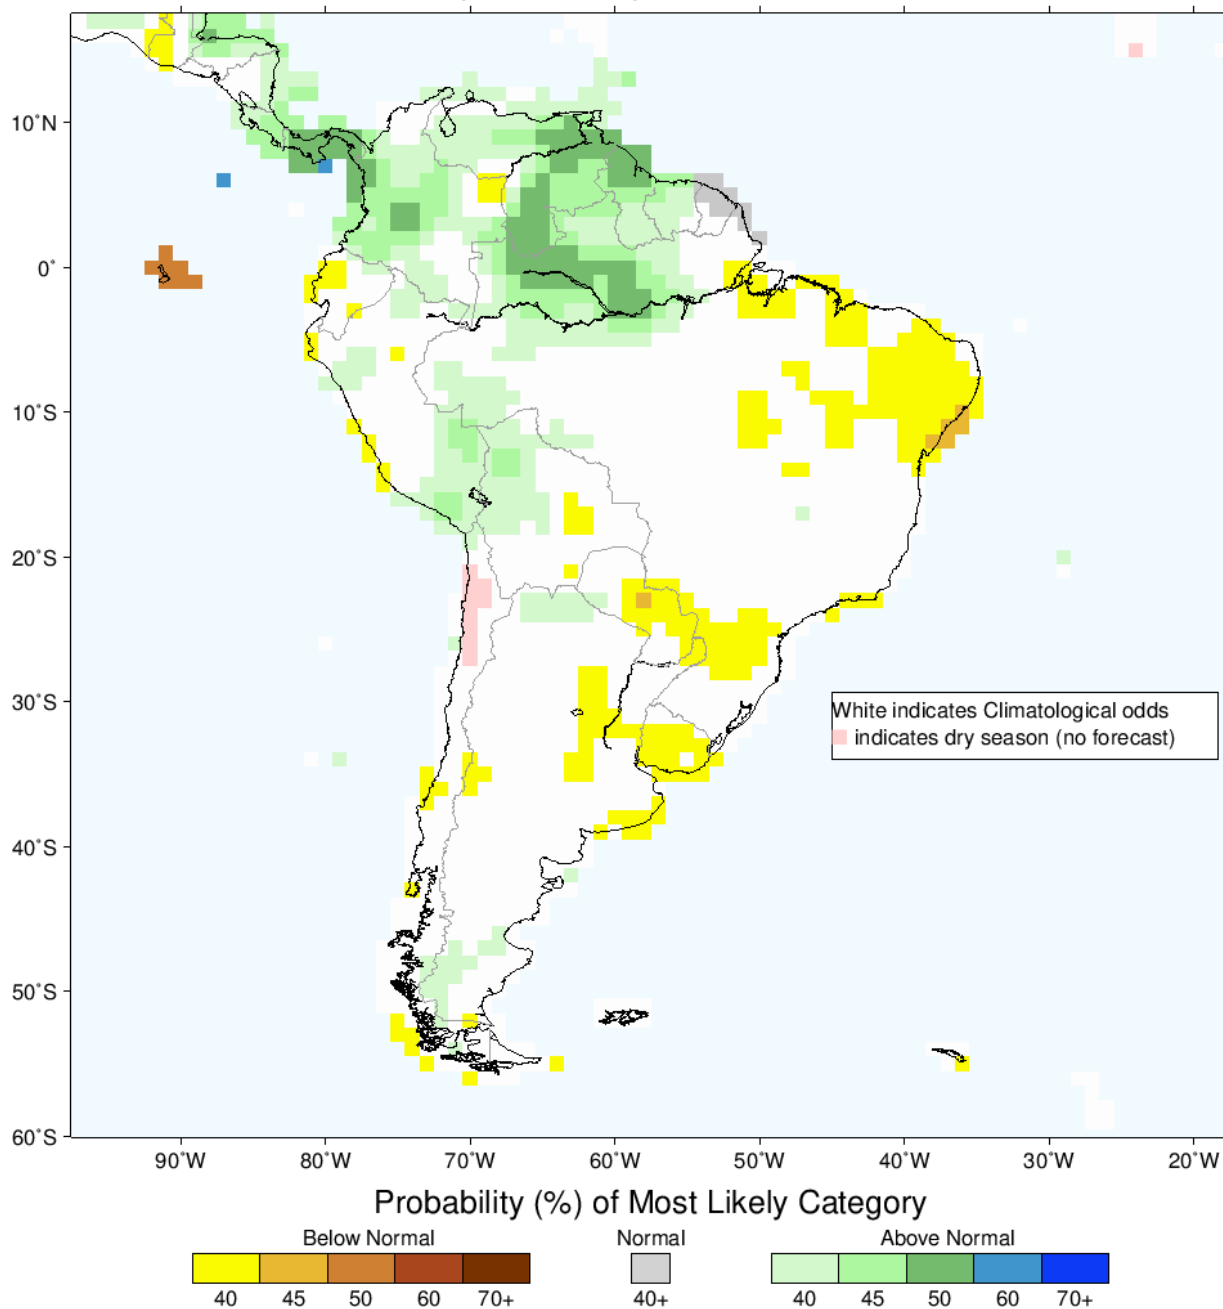 10˚N
0˚
10˚S
20˚S
30˚S
40˚S
50˚S
60˚S
White indicates Climatological odds
indicates dry season (no forecast)
90˚W 80˚W 70˚W 60˚W 50˚W 40˚W 30˚W 20˚W
Probability (%) of Most Likely Category
Below Normal Normal Above Normal
40 45 50 60 70+ 40+ 40 45 50 60 70+